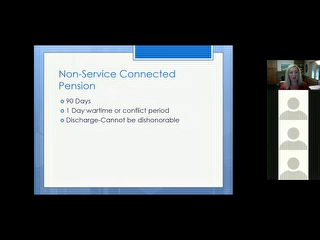 Non-Service Connected
Pension
90 Days
1 Day wartime or conflict period
Discharge-Cannot be dishonorable